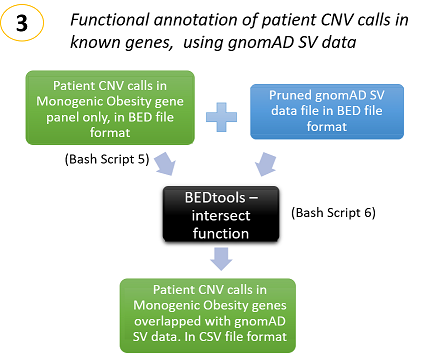 3
Functional annotation of patient CNV calls in
known genes,  using gnomAD SV data
Patient CNV calls in
Monogenic Obesity gene
panel only, in BED file
format
Pruned gnomAD SV
data file in BED file
format
(Bash Script 5)
BEDtools –
intersect
function
(Bash Script 6)
Patient CNV calls in
Monogenic Obesity genes
overlapped with gnomAD
SV data. In CSV file format